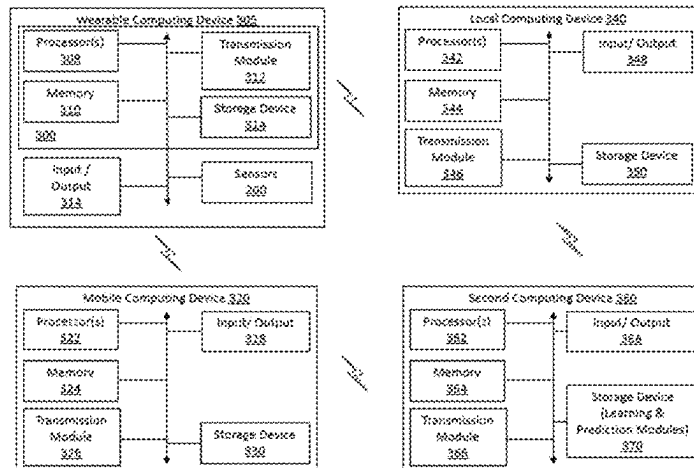 Wearable Computing Device 305
Processor(s)
308
Memory
310
300
Transmission
Module
312
Storage Device
Input /
Output
314
Sensors
Local Computing Device 340
Processor(s)
342
Memory
344
Transmission
Module
346
Input/ Output
348
Storage Device
350
Mobile Computing Device 320
Processor(s)
322
Memory
324
Transmission
Module
326
Input/ Output
328
Storage Device
330
Second Computing Device 360
Processor(s)
362
Memory
364
Transmission
Module
366
Input/ Output
Storage Device
(Learning &
Prediction Modules)
370